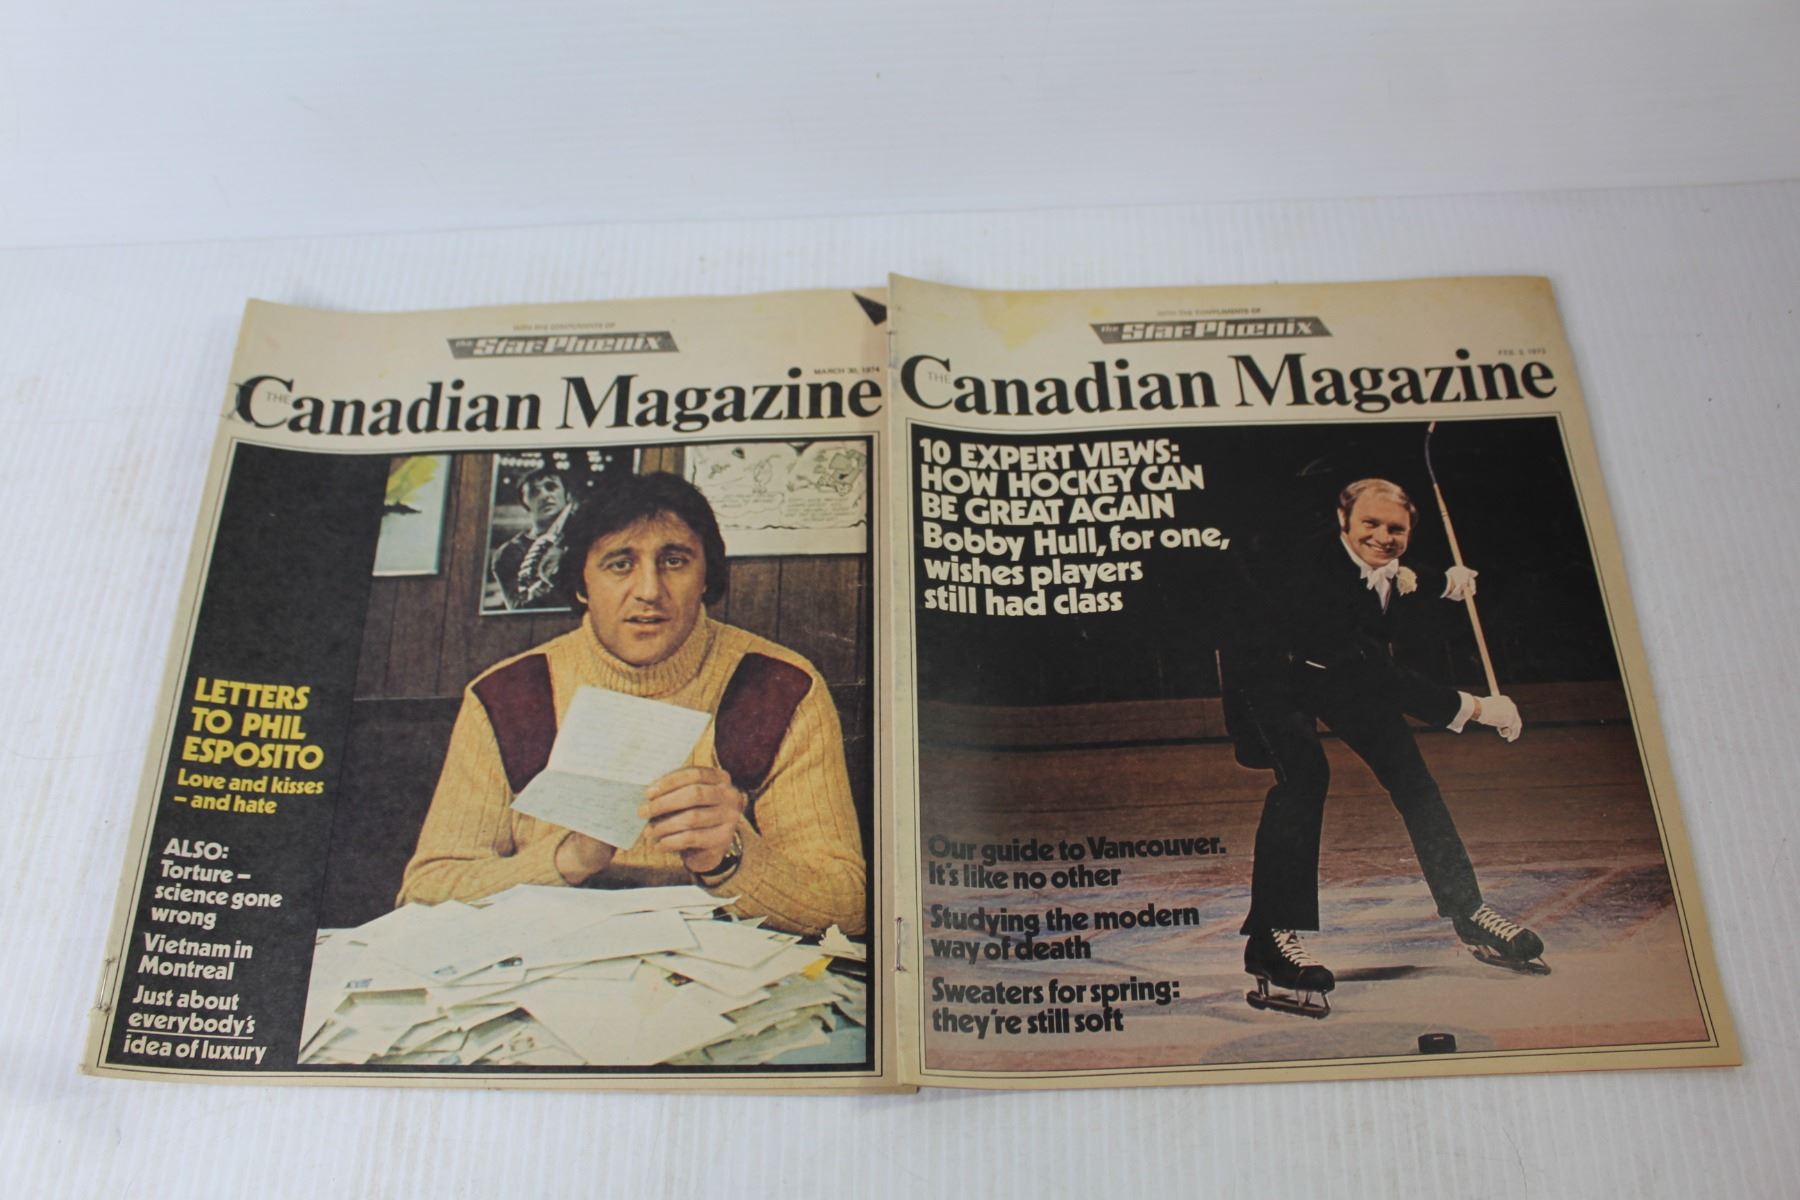 WITH THE COMPLIMENTS OF
the Star-Phoenix
MARCH 30, 1974
THE Canadian Magazine
LETTERS
TO PHIL
ESPOSITO
Love and kisses
– and hate
ALSO:
Torture –
science gone
wrong
Vietnam in
Montreal
Just about
everybody's
idea of luxury
WITH THE COMPLIMENTS OF
the Star-Phoenix
FEB. 3, 1973
THE Canadian Magazine
10 EXPERT VIEWS:
HOW HOCKEY CAN
BE GREAT AGAIN
Bobby Hull, for one,
wishes players
still had class
Our guide to Vancouver.
It's like no other
Studying the modern
way of death
Sweaters for spring:
they're still soft